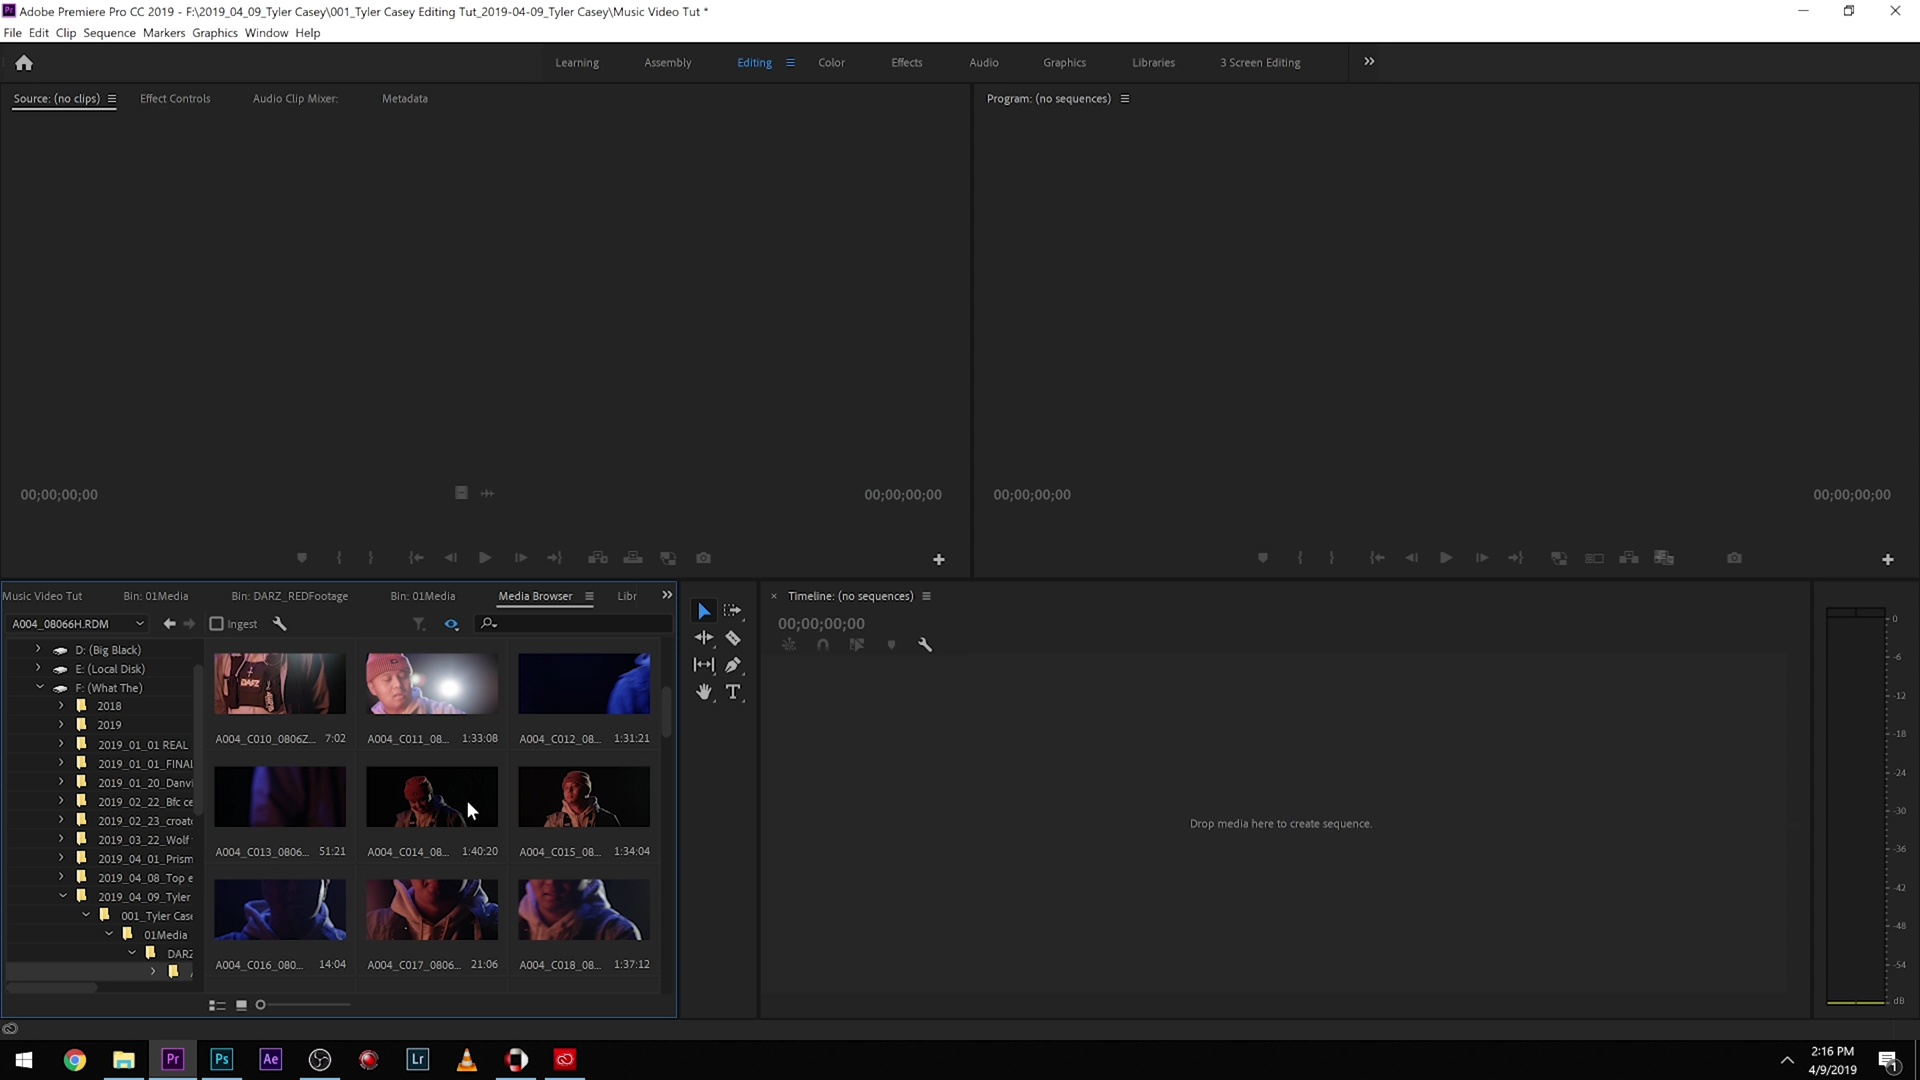 Adobe Premiere Pro CC 2019 - F:\2019_04_09_Tyler Casey\001_Tyler Casey Editing Tut_2019-04-09_Tyler Casey\Music Video Tut *
File Edit Clip Sequence Markers Graphics Window Help
Learning Assembly Editing Color Effects Audio Graphics Libraries 3 Screen Editing
Source: (no clips) Effect Controls Audio Clip Mixer: Metadata
Program: (no sequences)
00;00;00;00 00;00;00;00
00;00;00;00 00;00;00;00
Music Video Tut Bin: 01Media Bin: DARZ_REDFootage Bin: 01Media Media Browser Libr
A004_08066H.RDM Ingest
D: (Big Black)
E: (Local Disk)
F: (What The)
2018
2019
2019_01_01 REAL
2019_01_01_FINAL
2019_01_20_Danvi
2019_02_22_Bfc ce
2019_02_23_croat
2019_03_22_Wolf
2019_04_01_Prism
2019_04_08_Top e
2019_04_09_Tyler
001_Tyler Case
01Media
DARZ
DARZ
A004_C010_0806Z... 7:02 A004_C011_08... 1:33:08 A004_C012_08... 1:31:21
A004_C013_0806... 51:21 A004_C014_08... 1:40:20 A004_C015_08... 1:34:04
A004_C016_080... 14:04 A004_C017_0806... 21:06 A004_C018_08... 1:37:12
T
Timeline: (no sequences)
00;00;00;00
Drop media here to create sequence.
0
-6
-12
-18
-24
-30
-36
-42
-48
-54
dB
Pr Ps Ae Lr
2:16 PM
4/9/2019
1